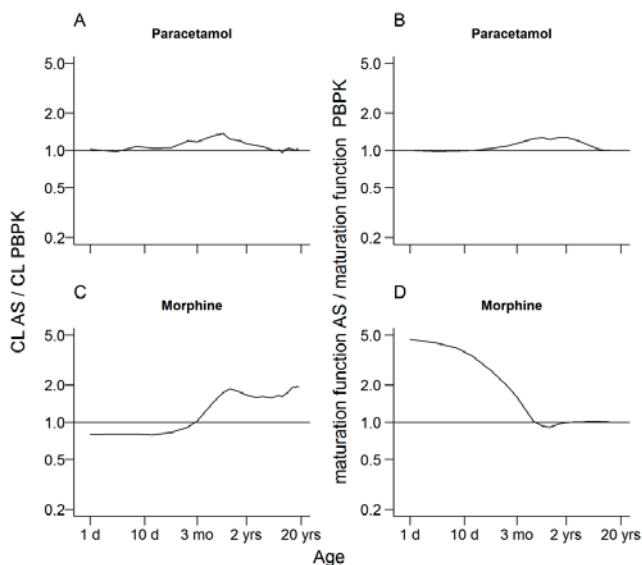 A
Paracetamol
5.0
2.0
1.0
0.5
0.2
B
Paracetamol
5.0
2.0
1.0
0.5
0.2
CL AS / CL PBPK
maturation function AS / maturation function PBPK
C
Morphine
5.0
2.0
1.0
0.5
0.2
1 d 10 d 3 mo 2 yrs 20 yrs
D
Morphine
5.0
2.0
1.0
0.5
0.2
1 d 10 d 3 mo 2 yrs 20 yrs
Age